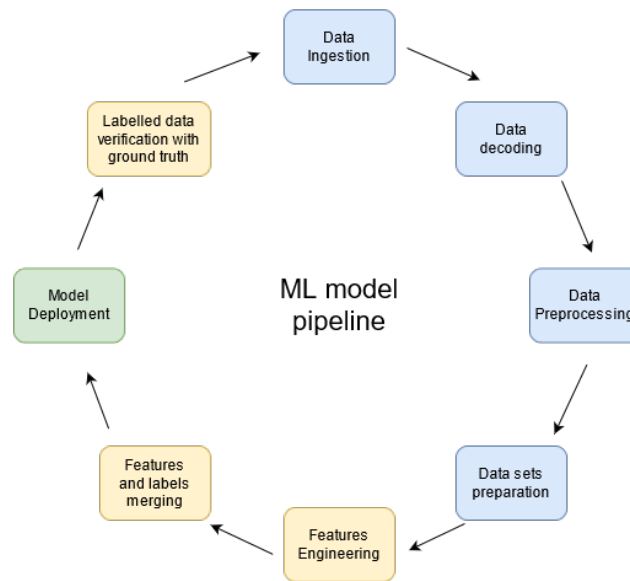 Data
Ingestion
Data
decoding
Data
Preprocessing
Data sets
preparation
Features
Engineering
Features
and labels
merging
Model
Deployment
Labelled data
verification with
ground truth
ML model
pipeline